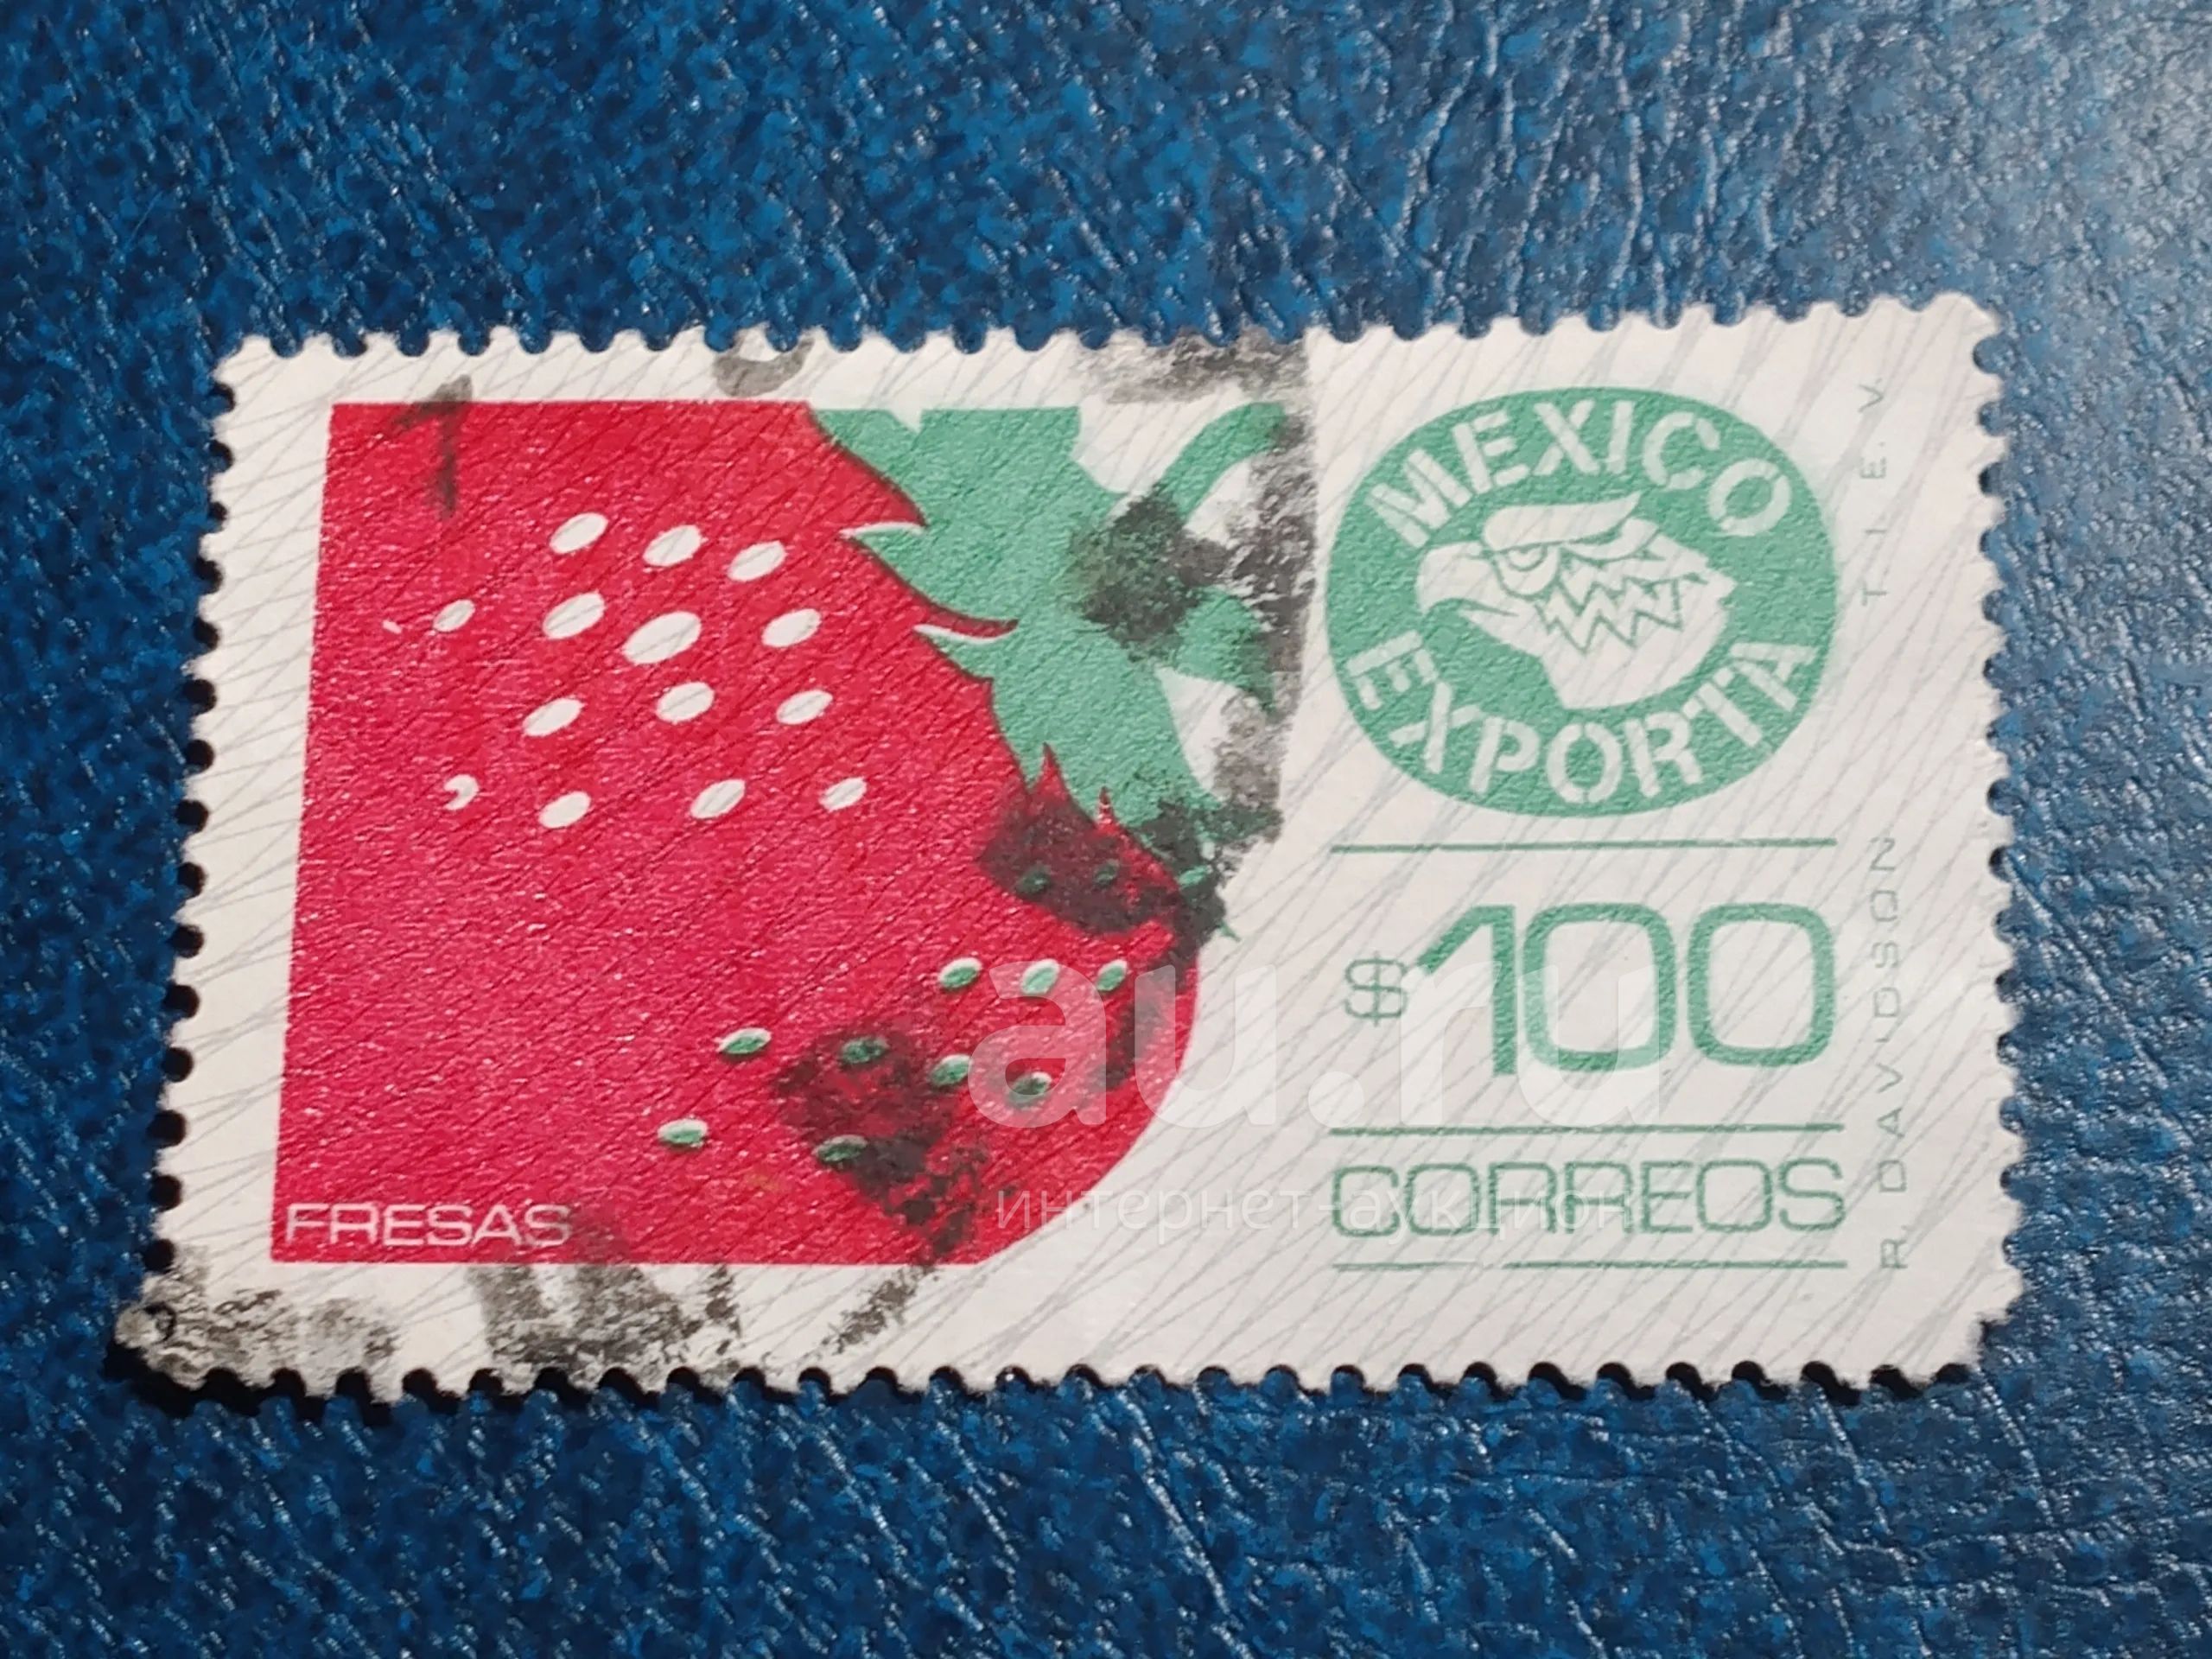 MEXICO
EXPORTA
$100
CORREOS
FRESAS
T.I.E.V.
R. DAVIDSON
au.ru
интернет-аукцион